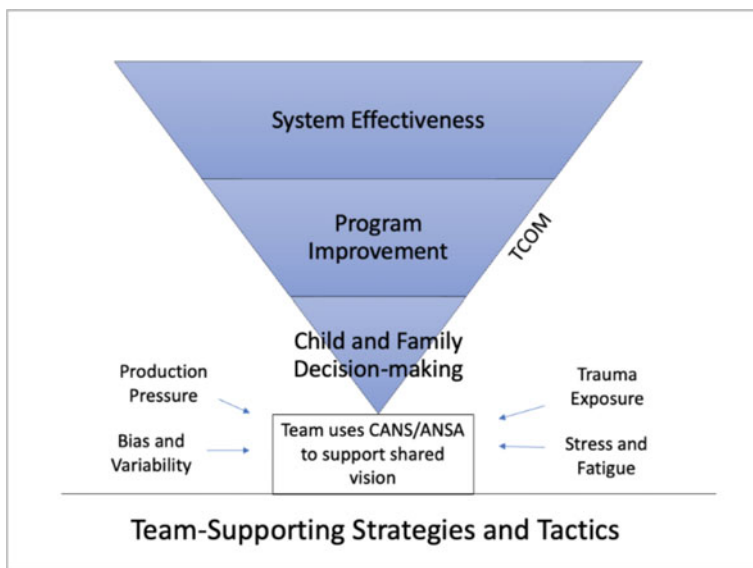 System Effectiveness
Program
Improvement
TCOM
Child and Family
Decision-making
Production
Pressure
Trauma
Exposure
Bias and
Variability
Team uses CANS/ANSA
to support shared
vision
Stress and
Fatigue
Team-Supporting Strategies and Tactics